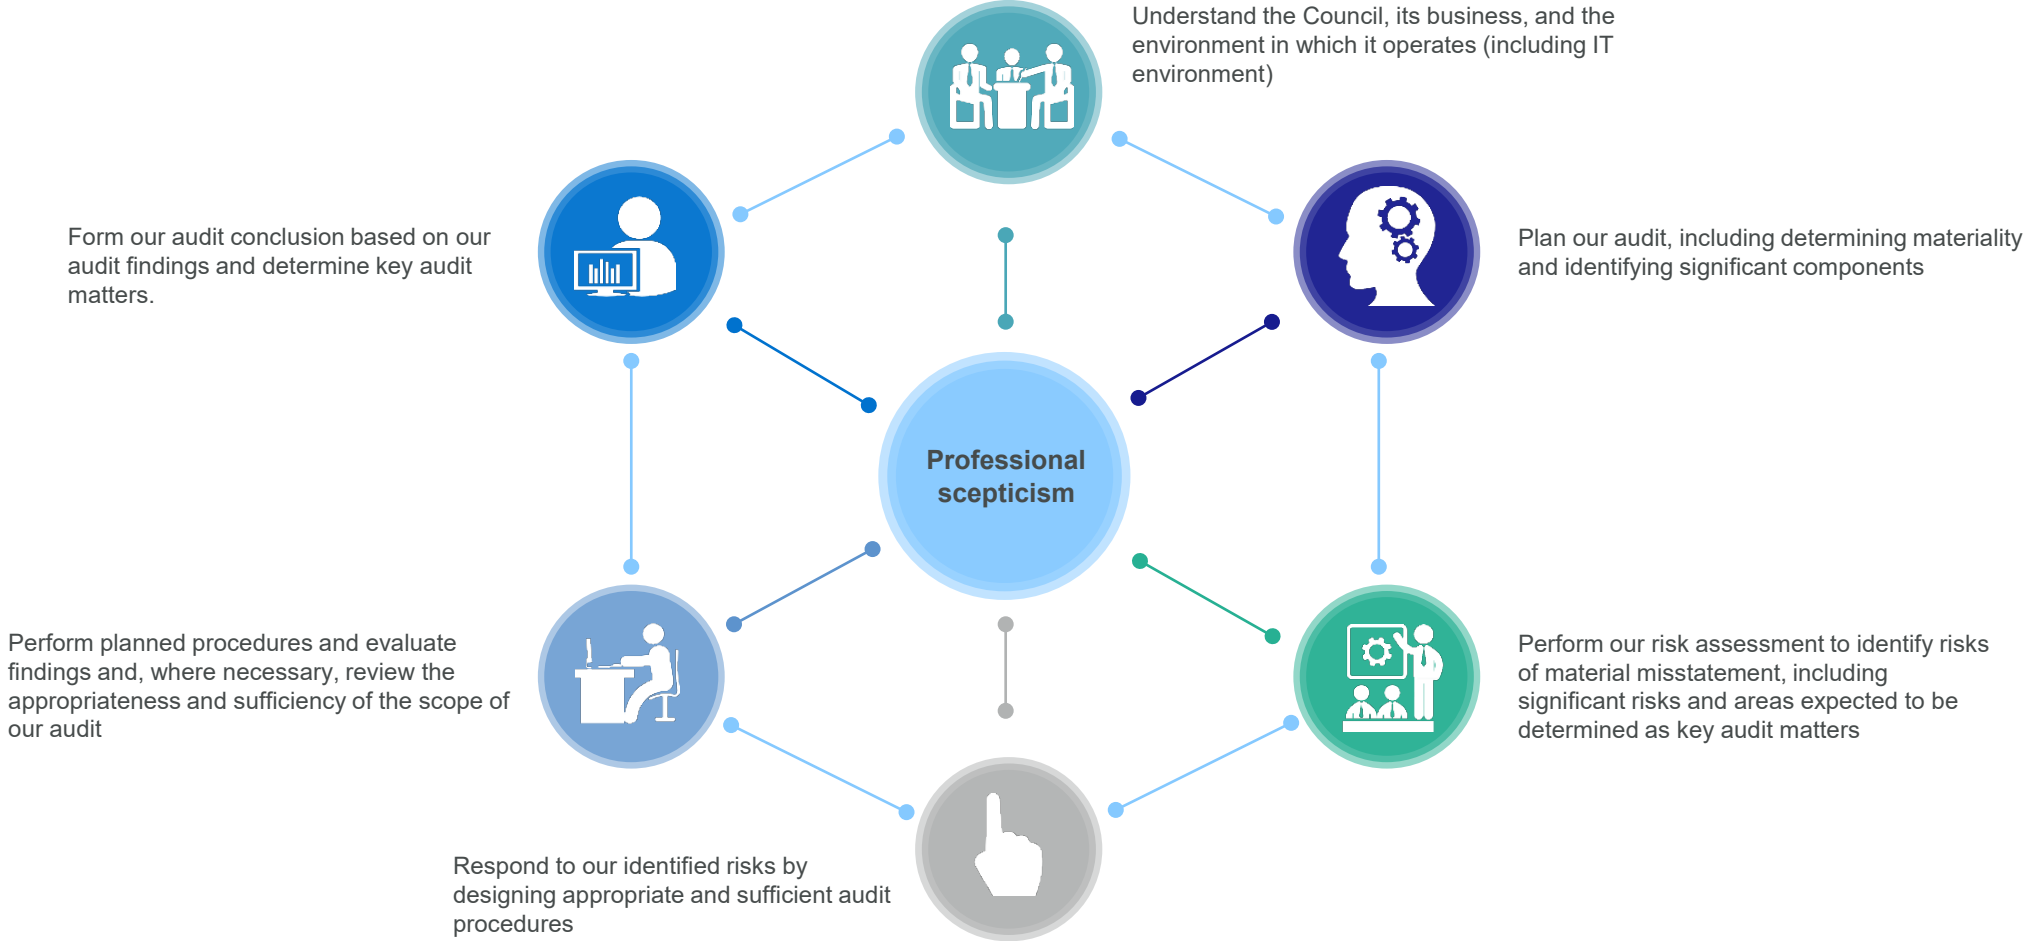 Understand the Council, its business, and the
environment in which it operates (including IT
environment)
Plan our audit, including determining materiality
and identifying significant components
Perform our risk assessment to identify risks
of material misstatement, including
significant risks and areas expected to be
determined as key audit matters
Respond to our identified risks by
designing appropriate and sufficient audit
procedures
Perform planned procedures and evaluate
findings and, where necessary, review the
appropriateness and sufficiency of the scope of
our audit
Form our audit conclusion based on our
audit findings and determine key audit
matters.
Professional
scepticism